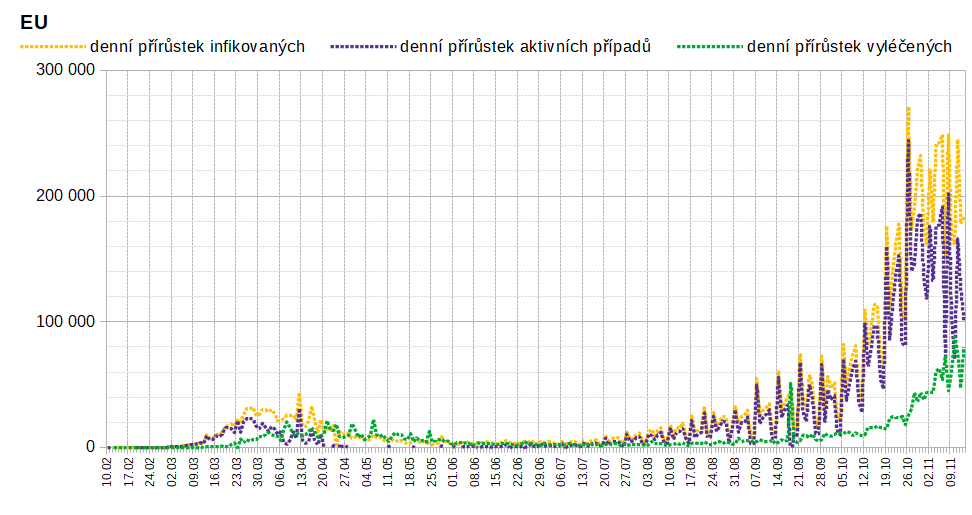 EU
denní přírůstek infikovaných denní přírůstek aktivních případů denní přírůstek vyléčených
300 000
200 000
100 000
0
10.02 17.02 24.02 02.03 09.03 16.03 23.03 30.03 06.04 13.04 20.04 27.04 04.05 11.05 18.05 25.05 01.06 08.06 15.06 22.06 29.06 06.07 13.07 20.07 27.07 03.08 10.08 17.08 24.08 31.08 07.09 14.09 21.09 28.09 05.10 12.10 19.10 26.10 02.11 09.11